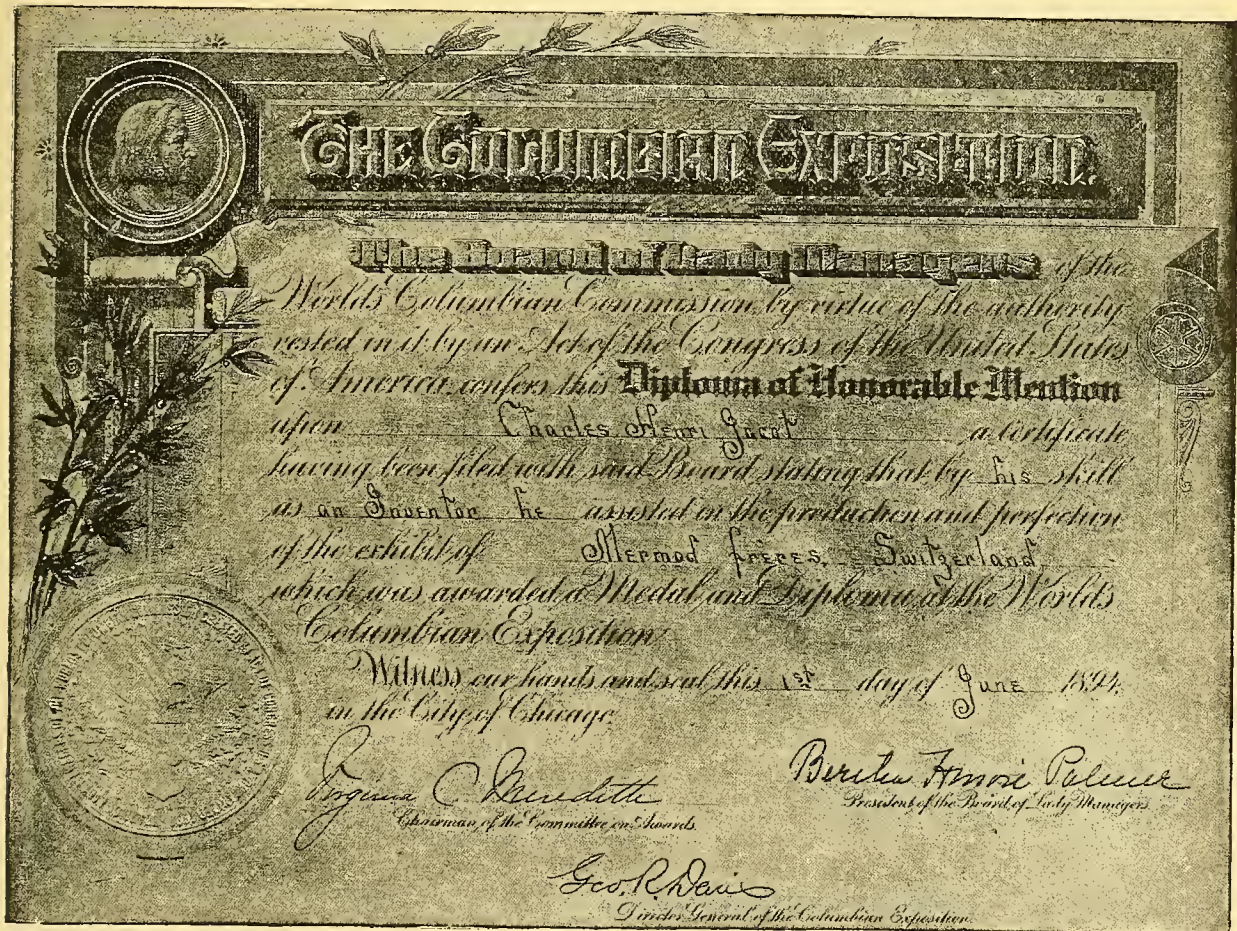 THE COLUMBIAN EXPOSITION.
The Board of Lady Managers of the
Worlds Columbian Commission, by virtue of the authority
vested in it by an Act of the Congress of the United States
of America, confers this Diploma of Honorable Mention
upon Charles Henri Jacot a certificate
having been filed with said Board stating that by his skill
as an Inventor he assisted in the production and perfection
of the exhibit of Mermod frères, Switzerland
which was awarded a Medal and Diploma at the Worlds
Columbian Exposition.
Witness our hands and seal this 1st day of June 1894,
in the City of Chicago.
Virginia C. Meredith
Chairman of the Committee on Awards.
Bertha Honoré Palmer
President of the Board of Lady Managers.
Geo. R. Davis
Director General of the Columbian Exposition.